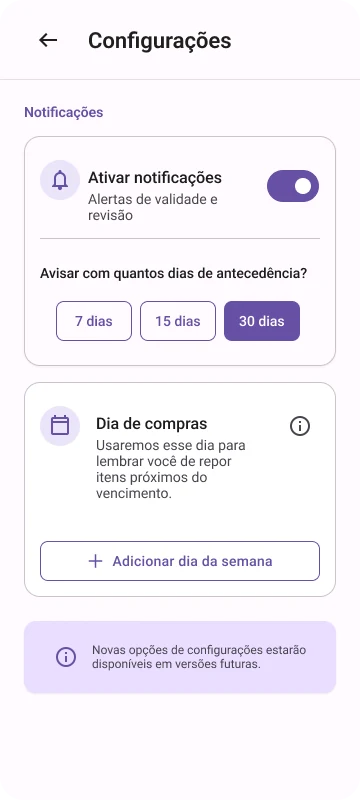 Configurações
Notificações
Ativar notificações
Alertas de validade e
revisão
Avisar com quantos dias de antecedência?
7 dias
15 dias
30 dias
Dia de compras
Usaremos esse dia para
lembrar você de repor
itens próximos do
vencimento.
Adicionar dia da semana
Novas opções de configurações estarão
disponíveis em versões futuras.